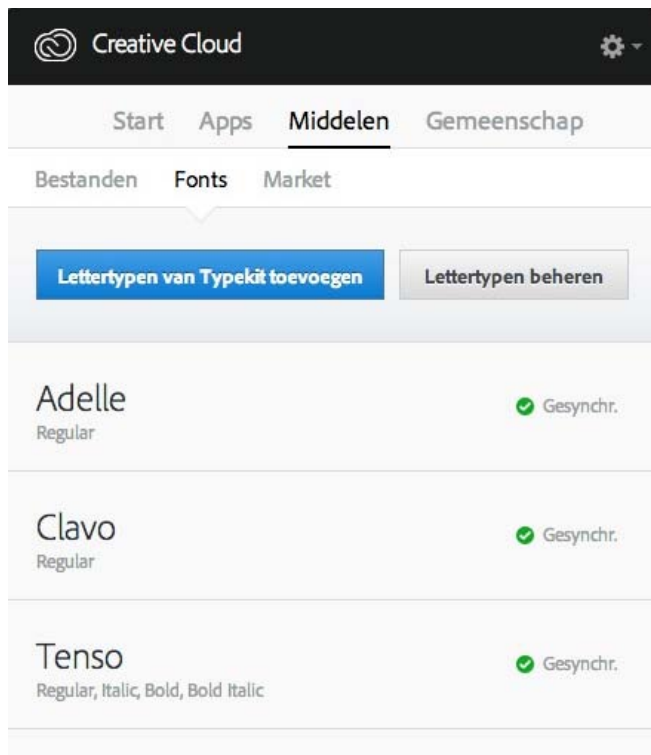 Creative Cloud
Start Apps Middelen Gemeenschap
Bestanden Fonts Market
Lettertypen van Typekit toevoegen Lettertypen beheren
Adelle
Gesynchr.
Regular
Clavo
Gesynchr.
Regular
Tenso
Gesynchr.
Regular, Italic, Bold, Bold Italic